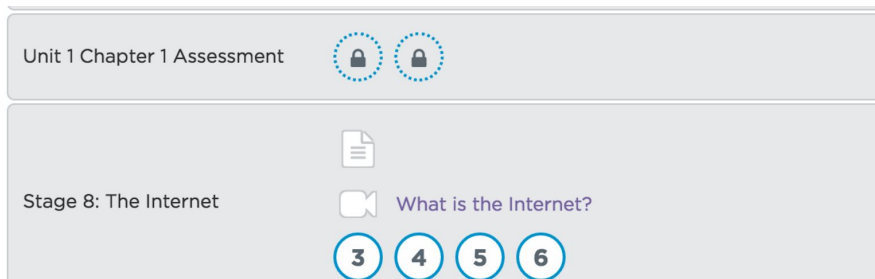 Unit 1 Chapter 1 Assessment
Stage 8: The Internet
What is the Internet?
3 4 5 6